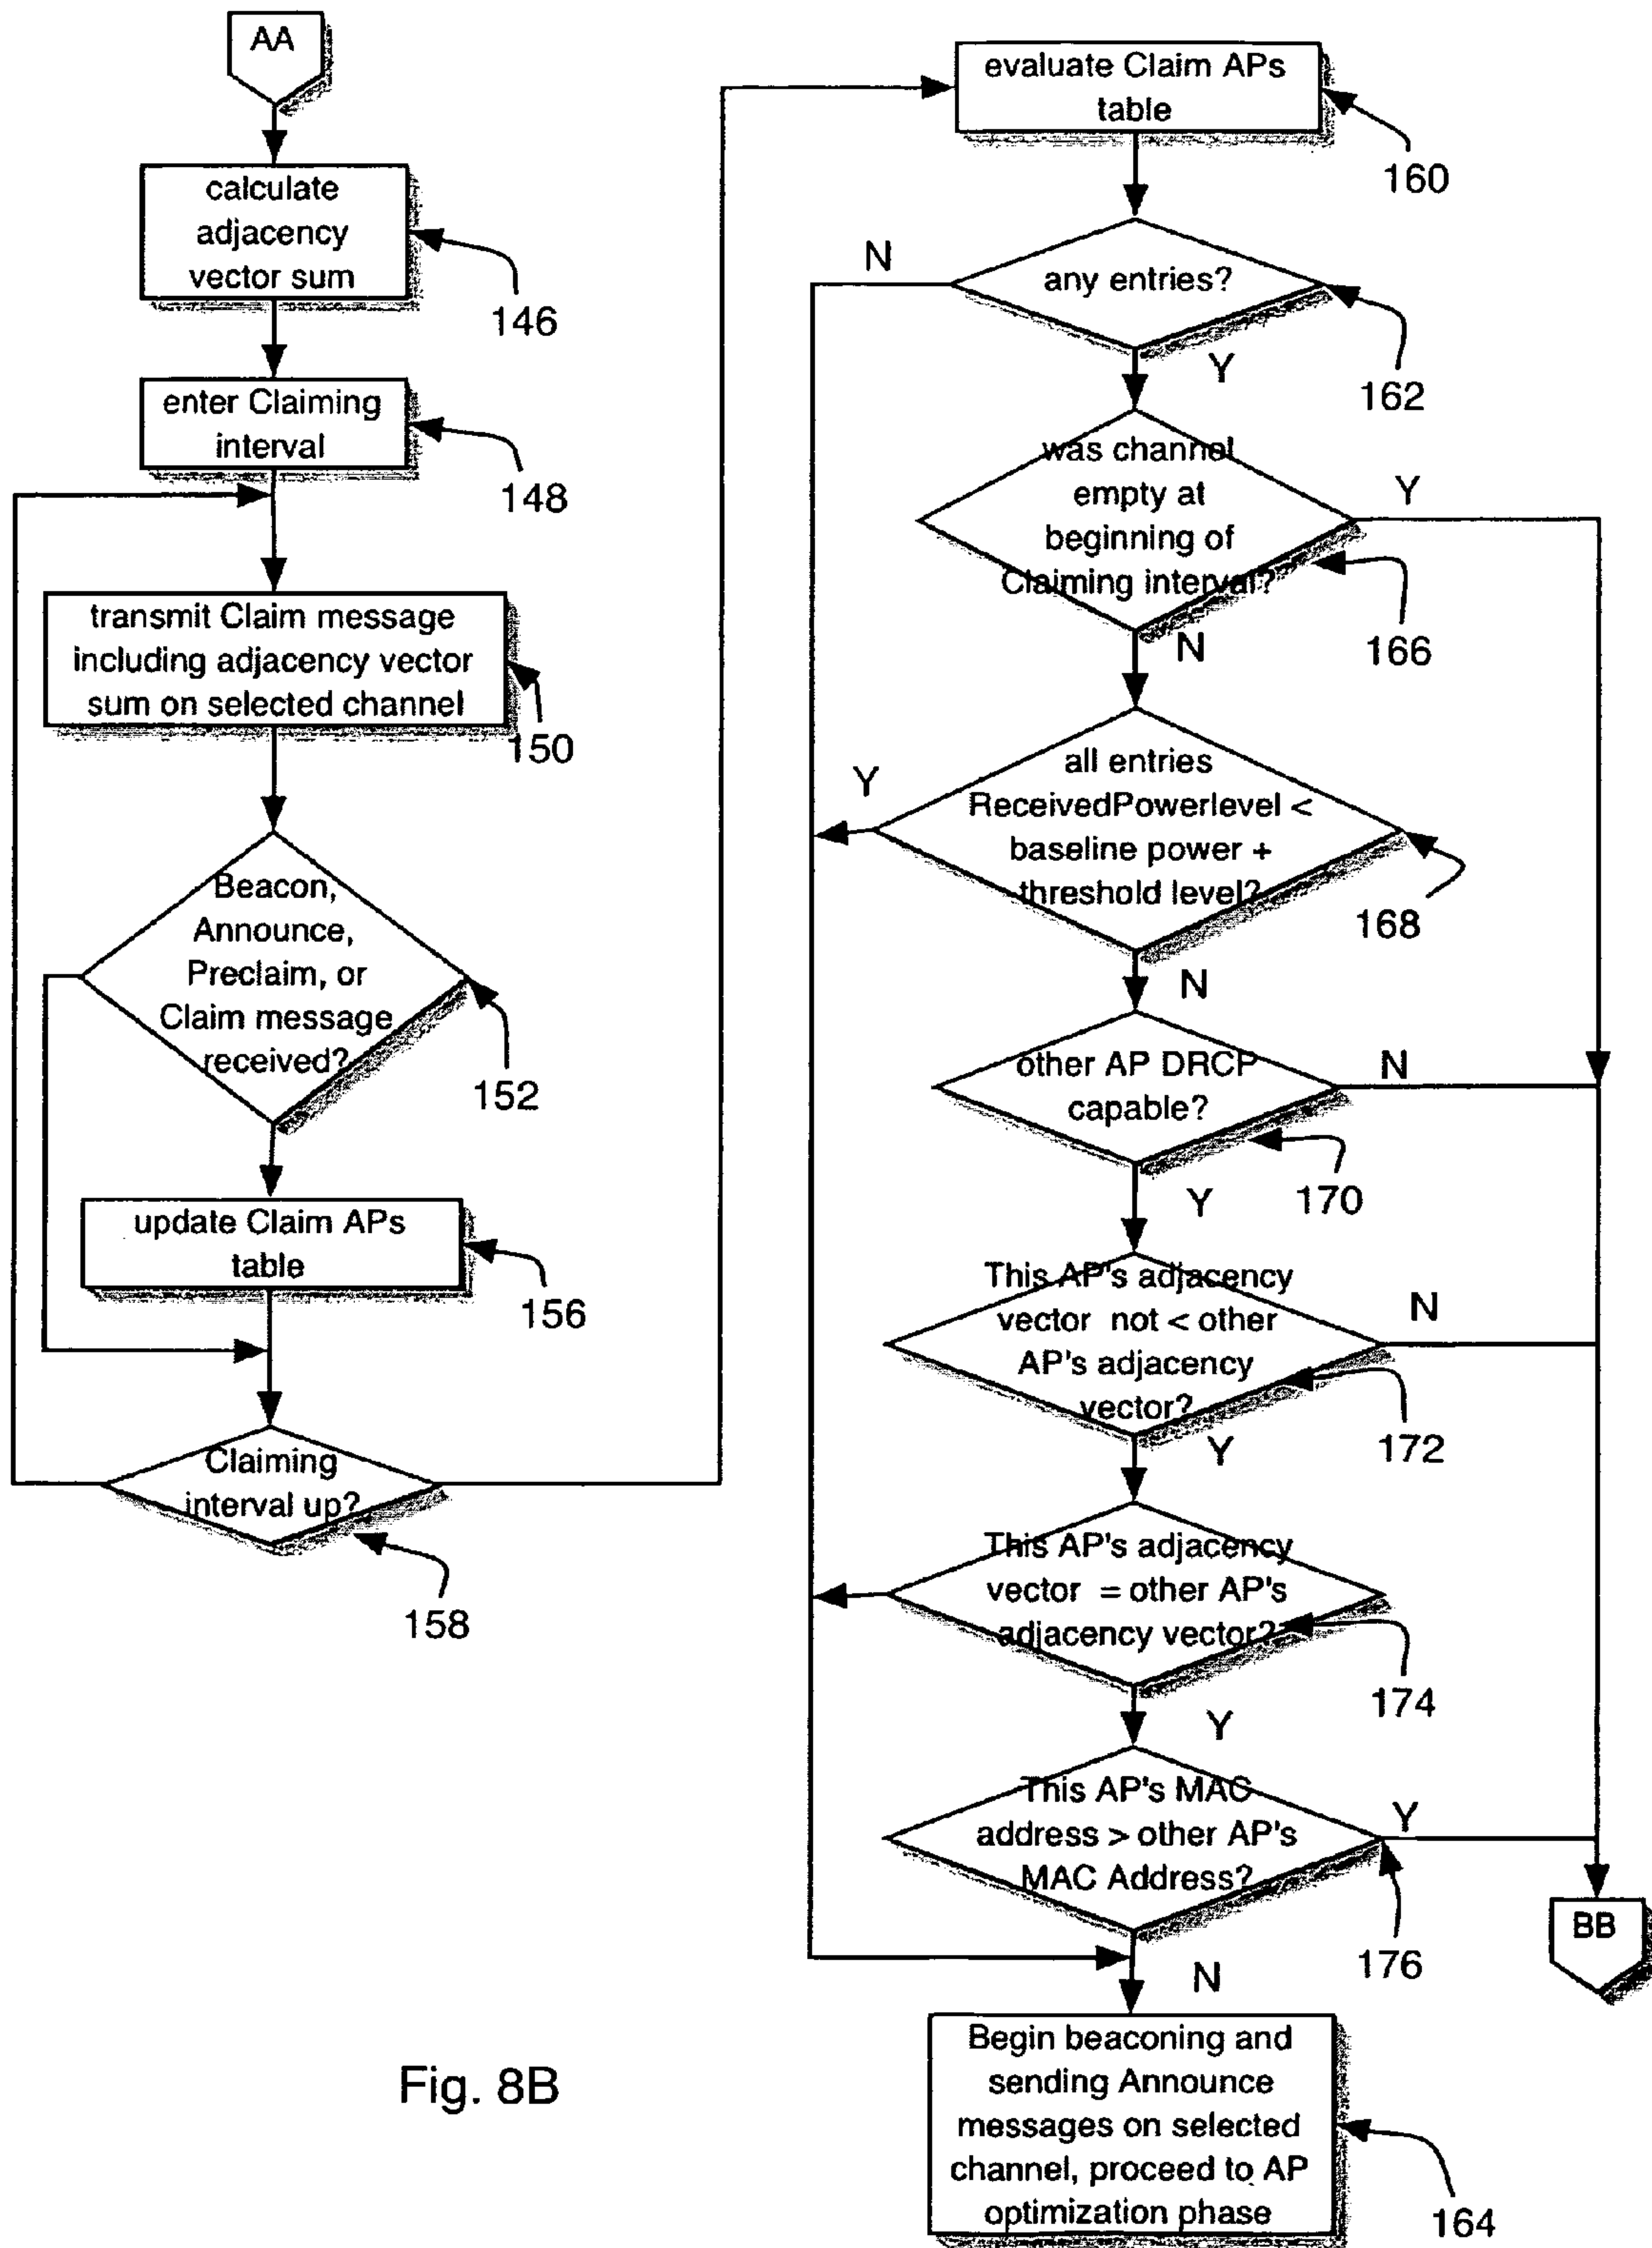 AA
calculate
adjacency
vector sum
146
enter Claiming
interval
148
transmit Claim message
including adjacency vector
sum on selected channel
150
Beacon,
Announce,
Preclaim, or
Claim message
received?
152
update Claim APs
table
156
Claiming
interval up?
158
evaluate Claim APs
table
160
N
any entries?
Y
162
was channel
empty at
beginning of
Claiming interval?
Y
166
N
all entries
ReceivedPowerlevel <
baseline power +
threshold level?
Y
168
N
other AP DRCP
capable?
N
170
Y
This AP's adjacency
vector not < other
AP's adjacency
vector?
N
172
Y
This AP's adjacency
vector = other AP's
adjacency vector?
174
Y
This AP's MAC
address > other AP's
MAC Address?
Y
176
BB
N
Begin beaconing and
sending Announce
messages on selected
channel, proceed to AP
optimization phase
164
Fig. 8B